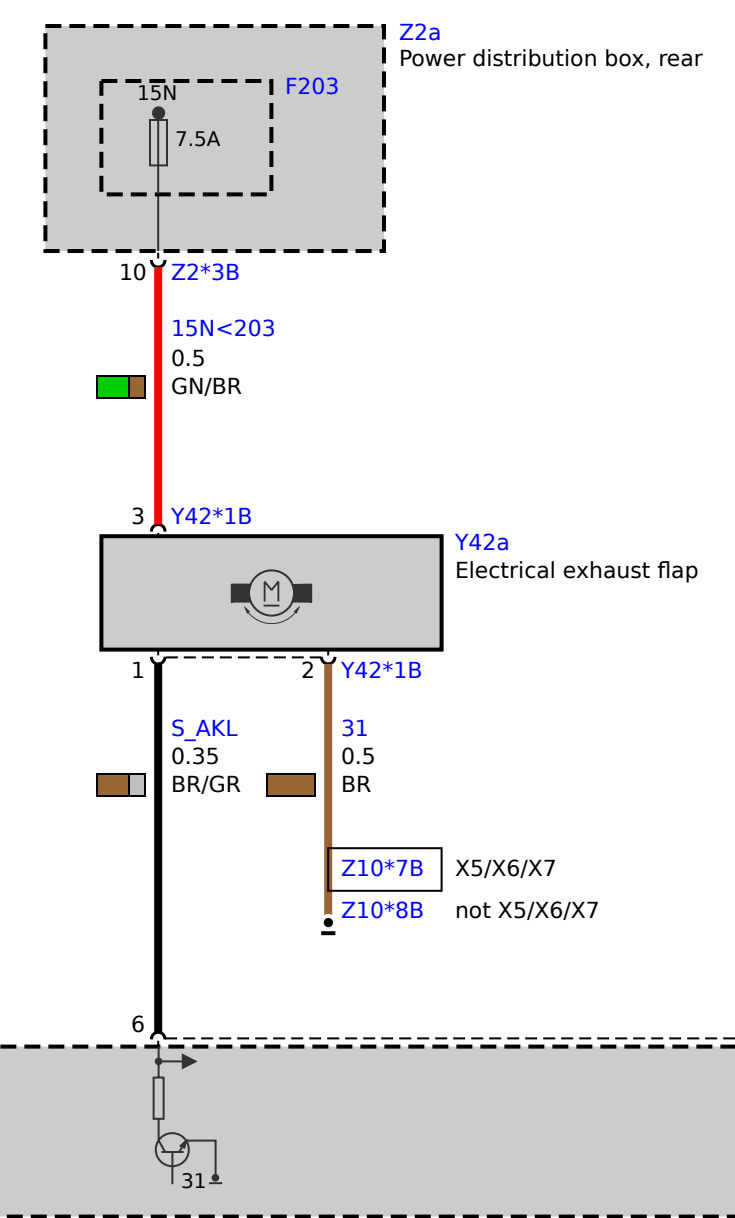 Z2a
Power distribution box, rear
F203
15N
7.5A
10 Z2*3B
15N<203
0.5
GN/BR
3 Y42*1B
Y42a
Electrical exhaust flap
M
1 2 Y42*1B
S_AKL 31
0.35 0.5
BR/GR BR
Z10*7B X5/X6/X7
Z10*8B not X5/X6/X7
6
31